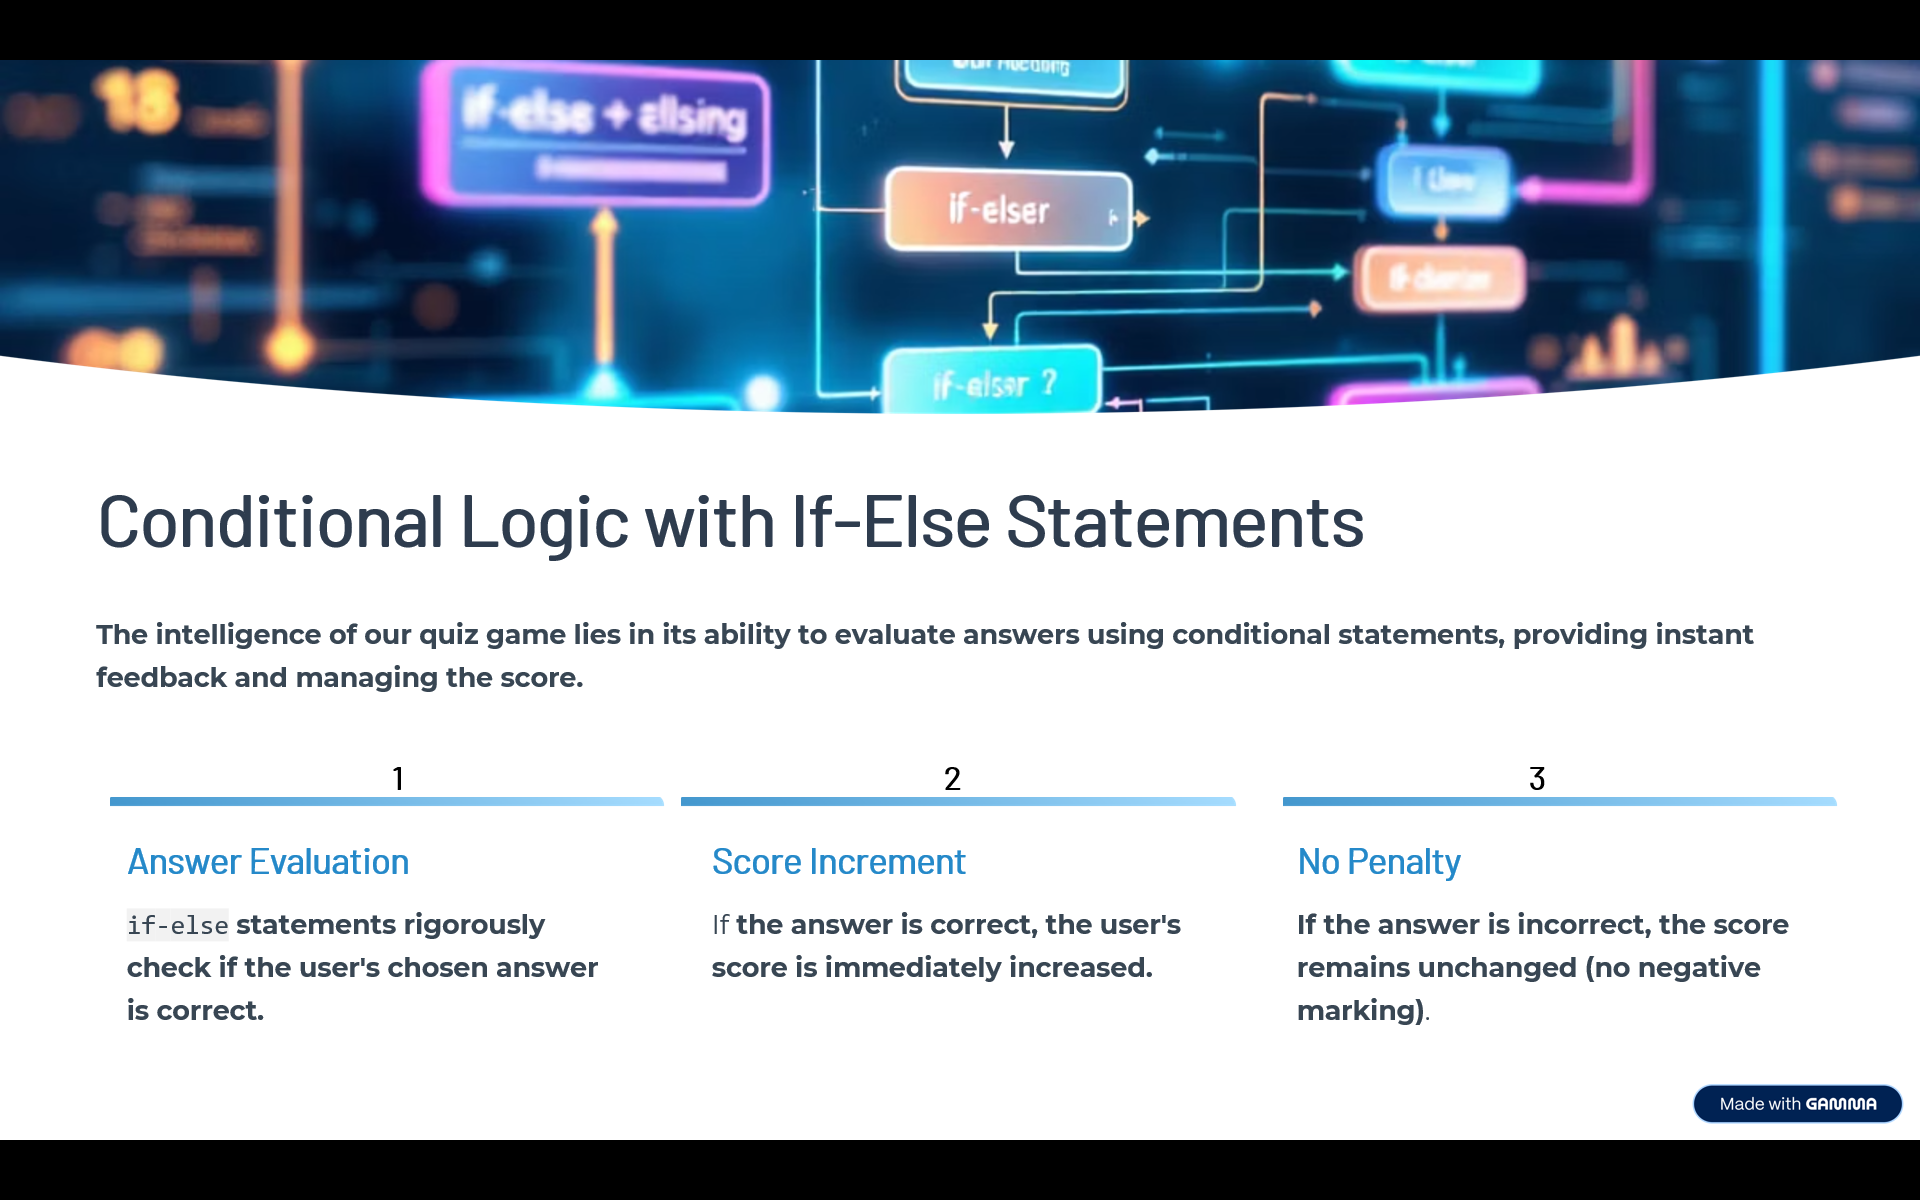 18
if-else + ellsing
if-elser
if-elser ?
Conditional Logic with If-Else Statements
The intelligence of our quiz game lies in its ability to evaluate answers using conditional statements, providing instant
feedback and managing the score.
1
2
3
Answer Evaluation
if-else statements rigorously
check if the user's chosen answer
is correct.
Score Increment
If the answer is correct, the user's
score is immediately increased.
No Penalty
If the answer is incorrect, the score
remains unchanged (no negative
marking).
Made with GAMMA